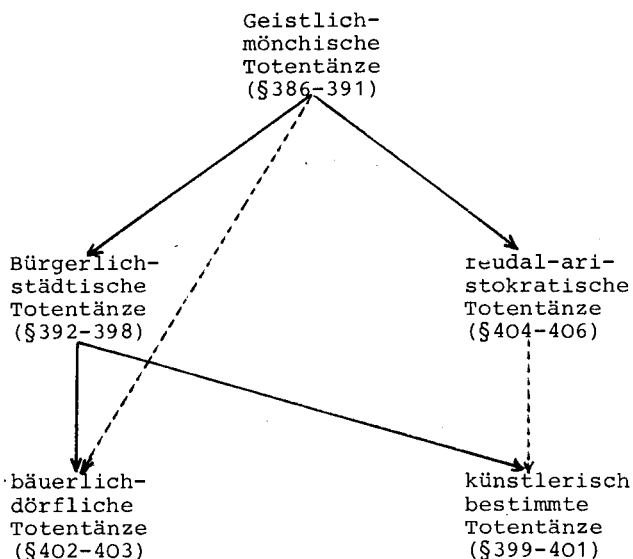 Geistlich-
mönchische
Totentänze
(§386-391)
Bürgerlich-
städtische
Totentänze
(§392-398)
feudal-ari-
stokratische
Totentänze
(§404-406)
bäuerlich-
dörfliche
Totentänze
(§402-403)
künstlerisch
bestimmte
Totentänze
(§399-401)